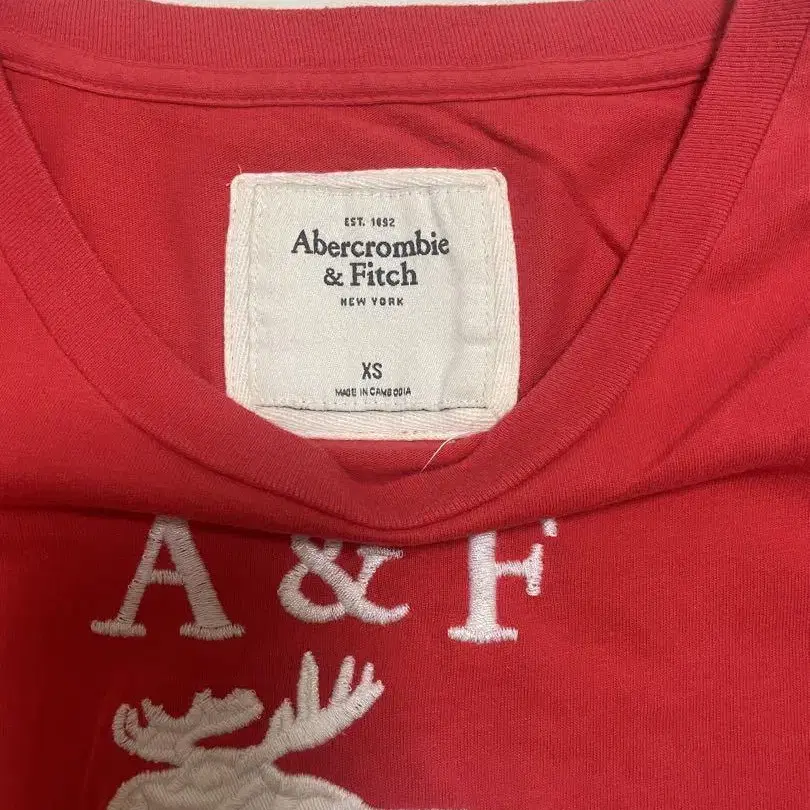 EST. 1892
Abercrombie
& Fitch
NEW YORK
XS
MADE IN CAMBODIA
A & F